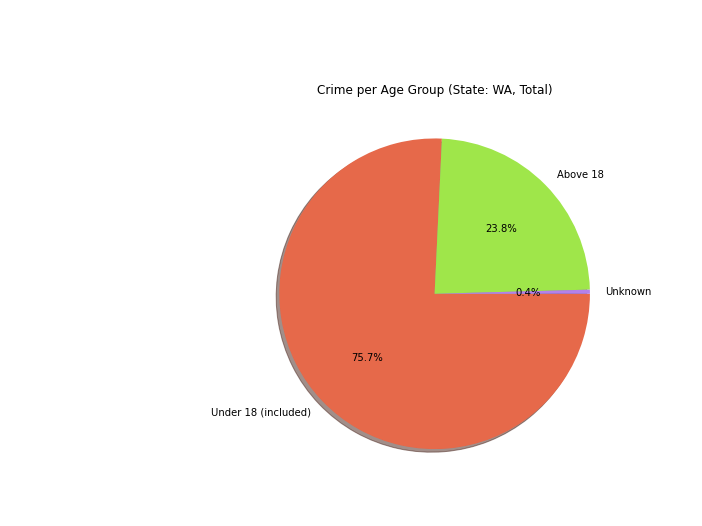 Crime per Age Group (State: WA, Total)
Above 18
23.8%
0.4%
Unknown
75.7%
Under 18 (included)